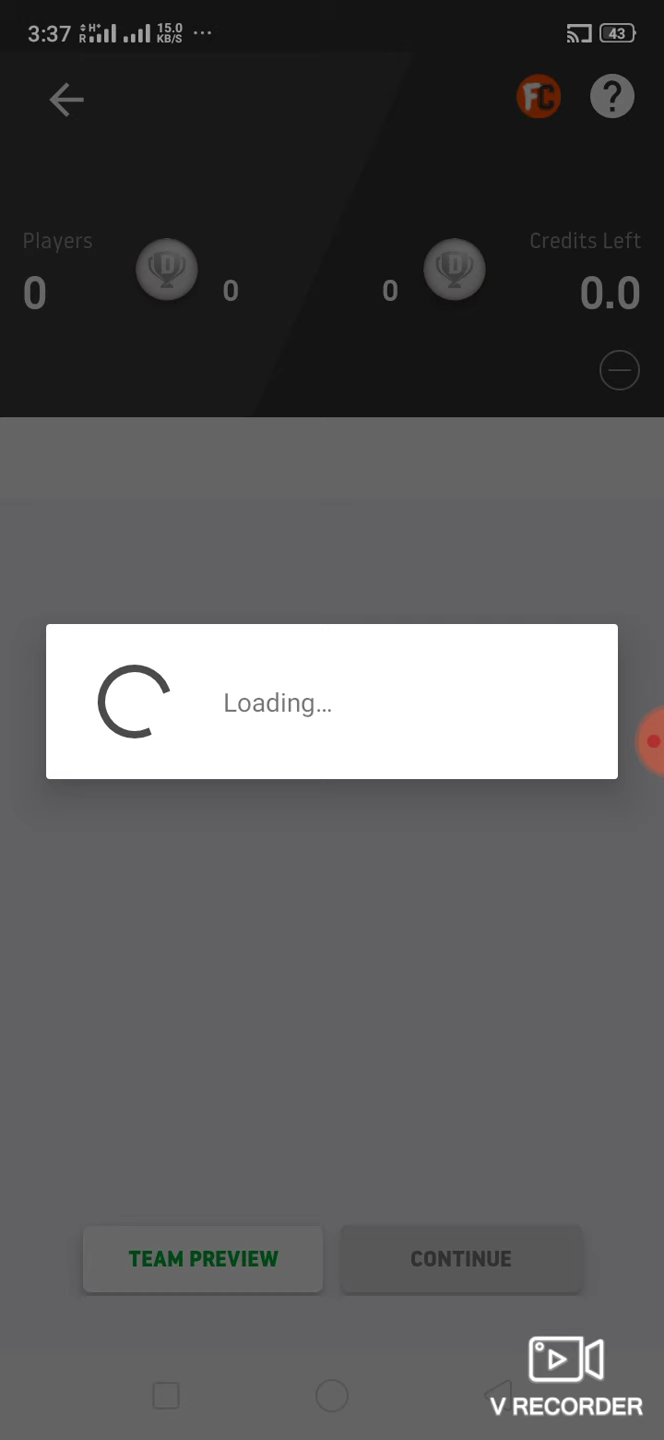 3:37 R H+ 15.0 KB/S ... 43
FC ?
Players Credits Left
0 D 0 0 D 0.0
Loading...
TEAM PREVIEW CONTINUE
V RECORDER